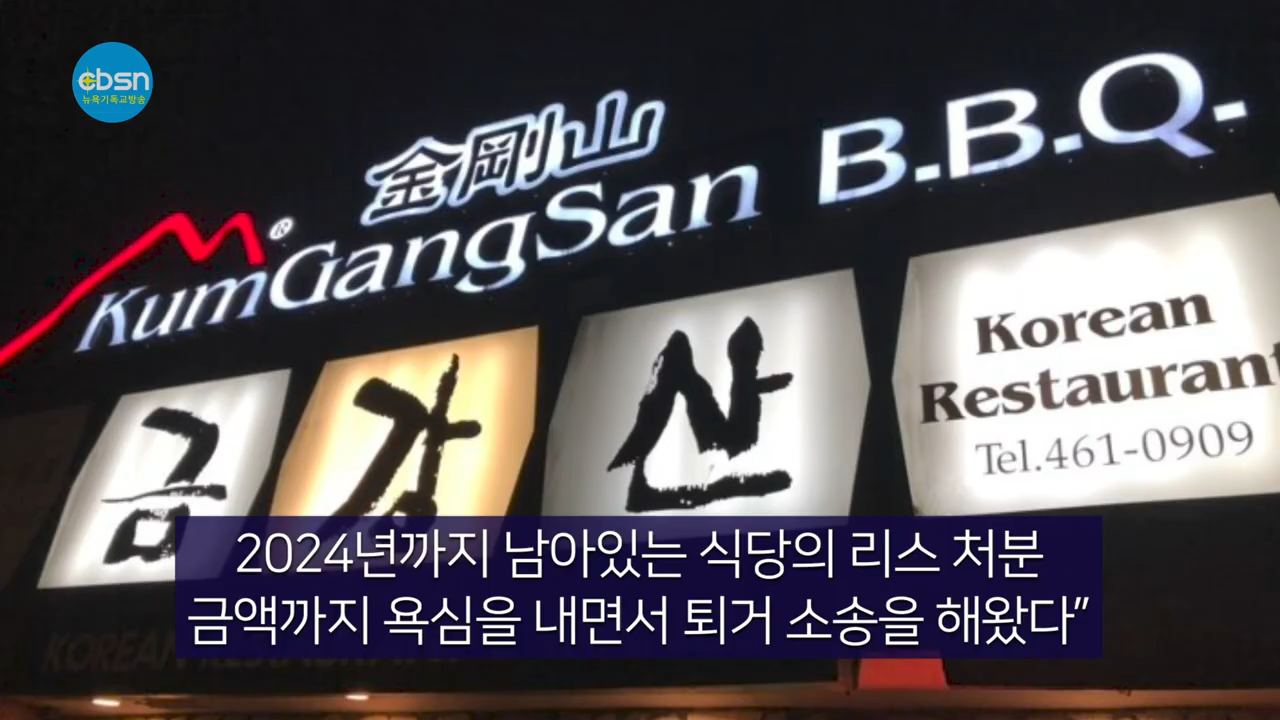 cbsn
뉴욕기독교방송
金剛山
KumGangSan B.B.Q.
®
금강산
Korean
Restaurant
Tel.461-0909
2024년까지 남아있는 식당의 리스 처분
금액까지 욕심을 내면서 퇴거 소송을 해왔다”
KOREAN